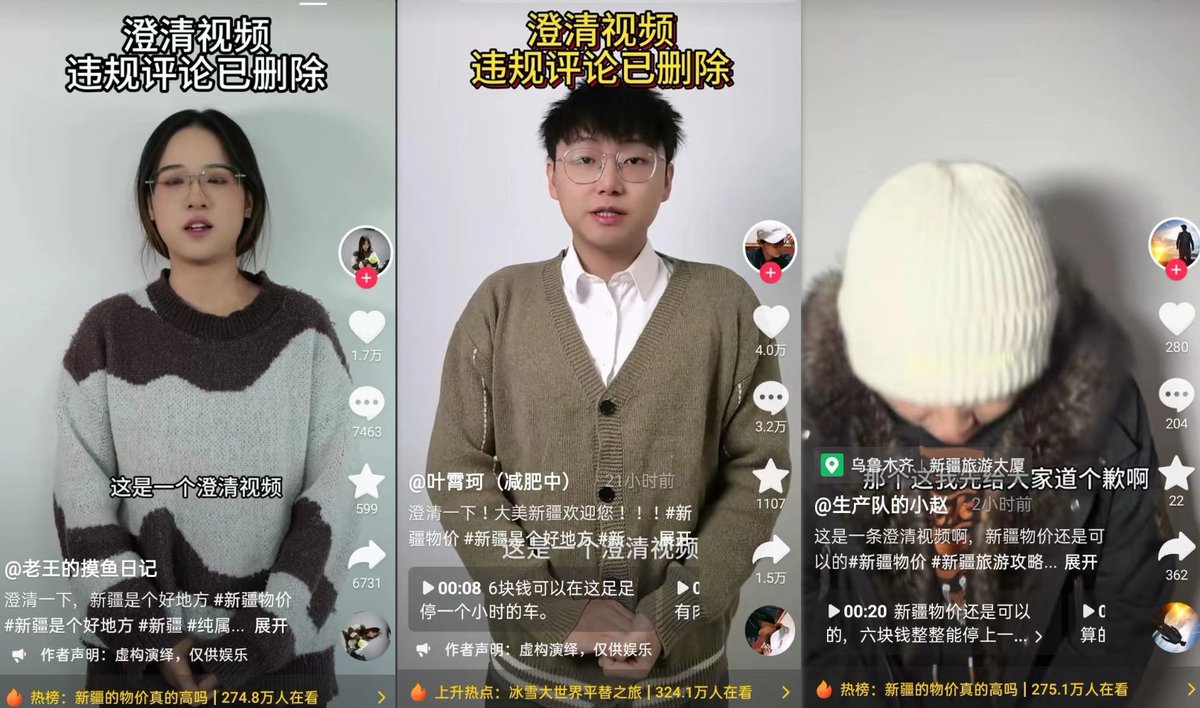 澄清视频
违规评论已删除
1.7万
7463
这是一个澄清视频
599
6731
@老王的摸鱼日记
澄清一下，新疆是个好地方 #新疆物价
#新疆是个好地方 #新疆 #纯属... 展开
作者声明：虚构演绎，仅供娱乐
热榜：新疆的物价真的高吗 | 274.8万人在看
澄清视频
违规评论已删除
4.0万
3.2万
@叶霄珂（减肥中） · 21小时前
1107
澄清一下！大美新疆欢迎您！！！#新
疆物价 #新疆是个好地方 #新... 展开
这是一个澄清视频
1.5万
00:08 6块钱可以在这足足
停一个小时的车。
作者声明：虚构演绎，仅供娱乐
上升热点：冰雪大世界平替之旅 | 324.1万人在看
280
204
乌鲁木齐 | 新疆旅游大厦
那个这我先给大家道个歉啊
@生产队的小赵 · 2小时前
22
这是一条澄清视频啊，新疆物价还是可
以的#新疆物价 #新疆旅游攻略... 展开
362
00:20 新疆物价还是可以
的，六块钱整整能停上一...
算的
热榜：新疆的物价真的高吗 | 275.1万人在看